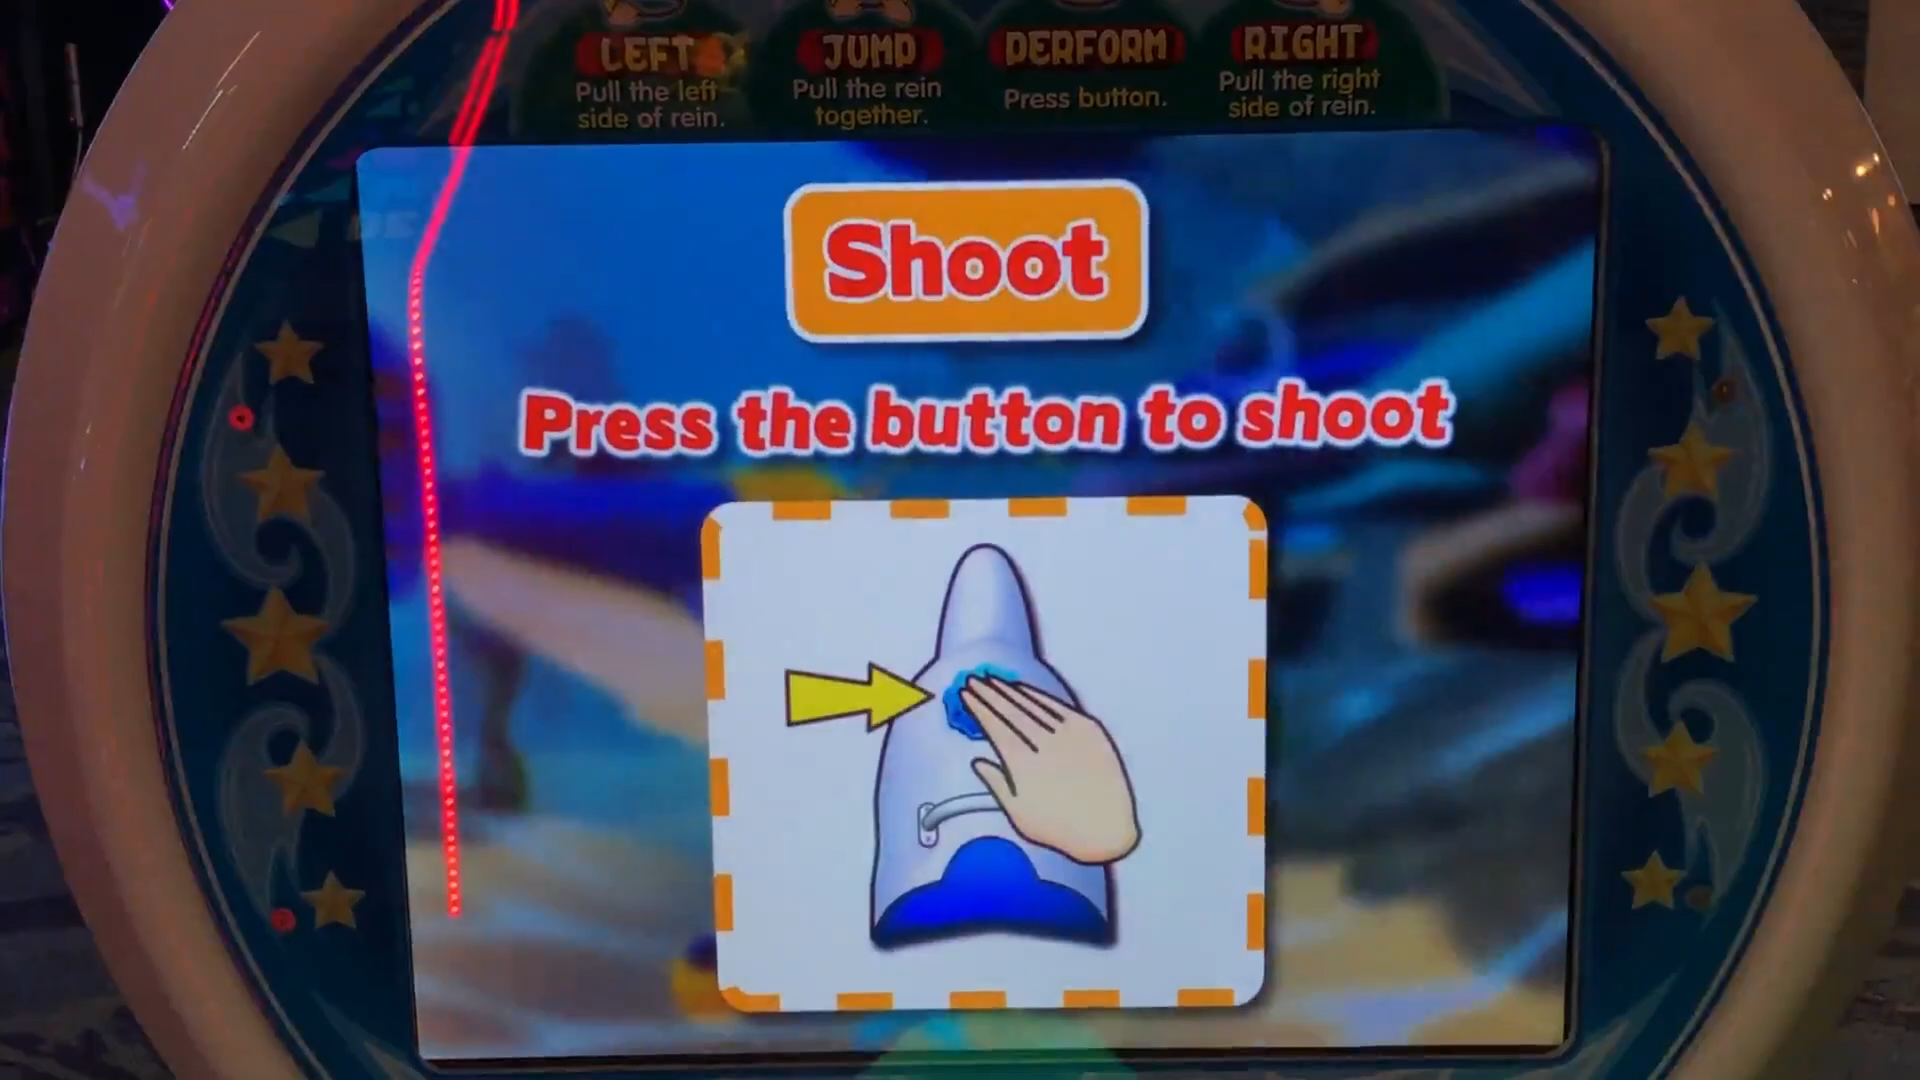 LEFT
Pull the left
side of rein.
JUMP
Pull the rein
together.
PERFORM
Press button.
RIGHT
Pull the right
side of rein.
Shoot
Press the button to shoot